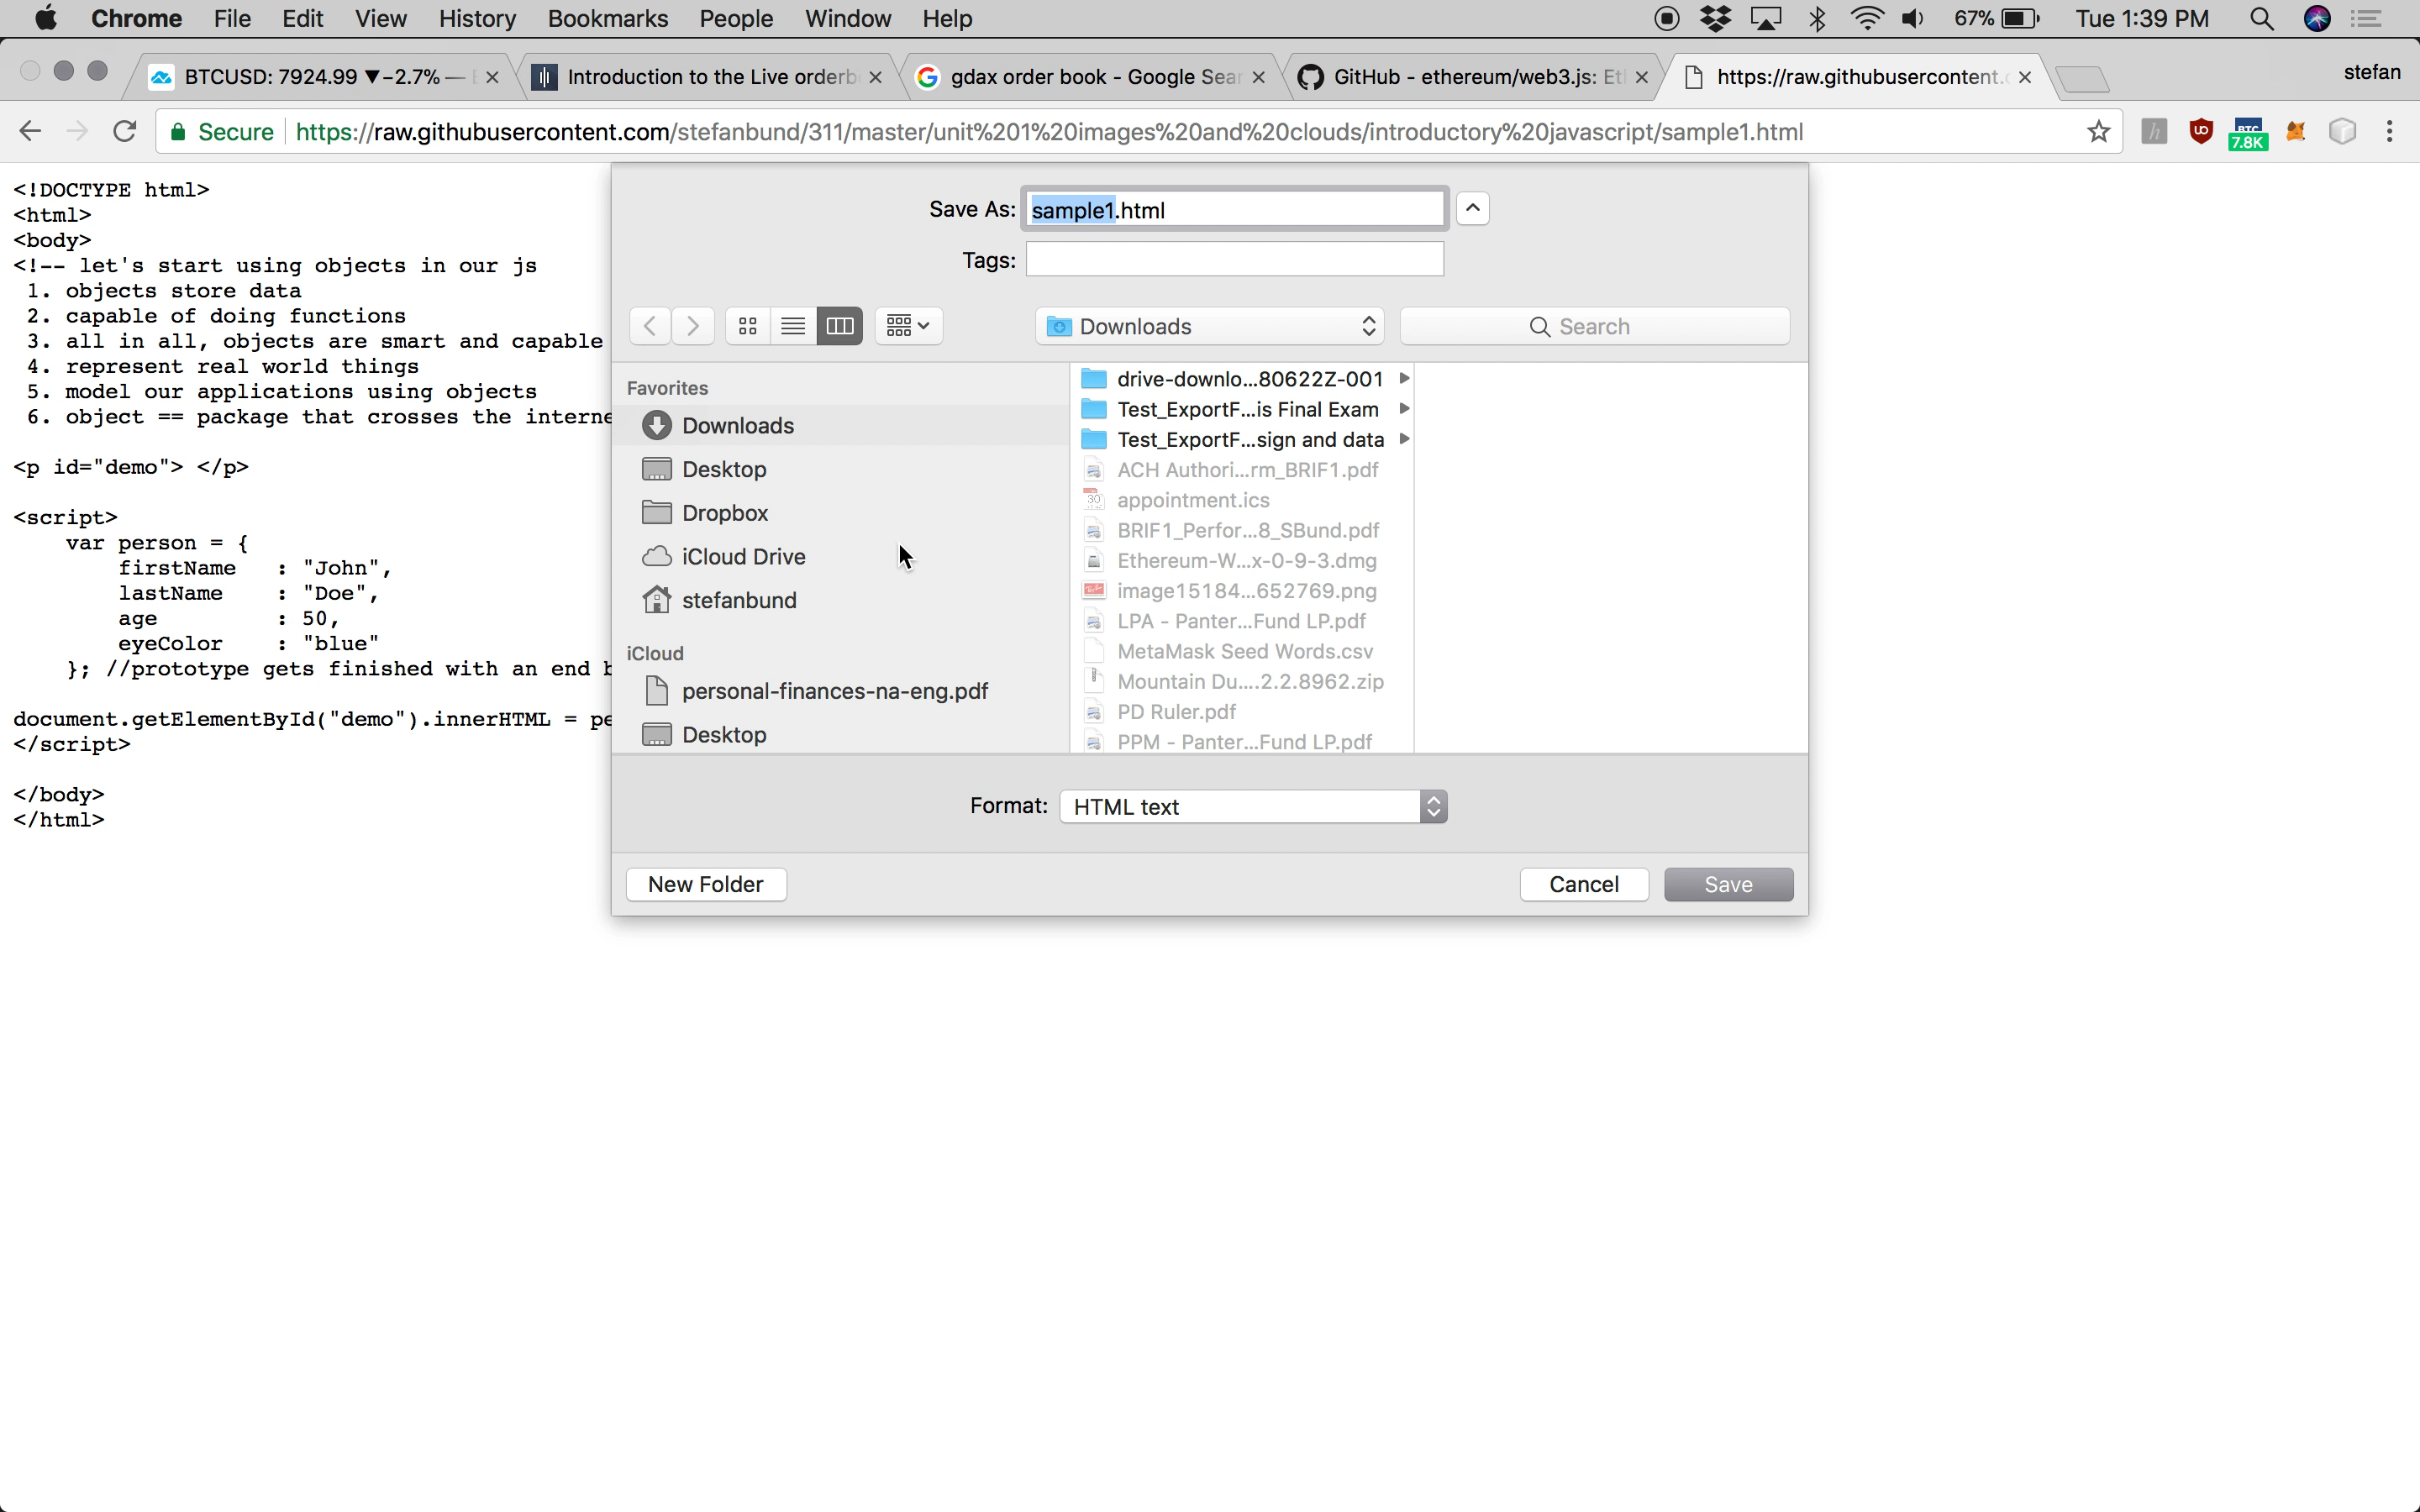 Chrome File Edit View History Bookmarks People Window Help 67% Tue 1:39 PM
BTCUSD: 7924.99 ▼-2.7% — Introduction to the Live orderb gdax order book - Google Sear GitHub - ethereum/web3.js: Et https://raw.githubusercontent. stefan
Secure https://raw.githubusercontent.com/stefanbund/311/master/unit%201%20images%20and%20clouds/introductory%20javascript/sample1.html h UO BTC 7.8K
<!DOCTYPE html>
<html>
<body>
<!-- let's start using objects in our js
1. objects store data
2. capable of doing functions
3. all in all, objects are smart and capable
4. represent real world things
5. model our applications using objects
6. object == package that crosses the interne
<p id="demo"> </p>
<script>
var person = {
firstName : "John",
lastName : "Doe",
age : 50,
eyeColor : "blue"
}; //prototype gets finished with an end b
document.getElementById("demo").innerHTML = pe
</script>
</body>
</html>
Save As: sample1.html
Tags:
Downloads
Search
Favorites
Downloads
Desktop
Dropbox
iCloud Drive
stefanbund
iCloud
personal-finances-na-eng.pdf
Desktop
drive-downlo...80622Z-001
Test_ExportF...is Final Exam
Test_ExportF...sign and data
ACH Authori...rm_BRIF1.pdf
appointment.ics
BRIF1_Perfor...8_SBund.pdf
Ethereum-W...x-0-9-3.dmg
image15184...652769.png
LPA - Panter...Fund LP.pdf
MetaMask Seed Words.csv
Mountain Du....2.2.8962.zip
PD Ruler.pdf
PPM - Panter...Fund LP.pdf
Format: HTML text
New Folder Cancel Save